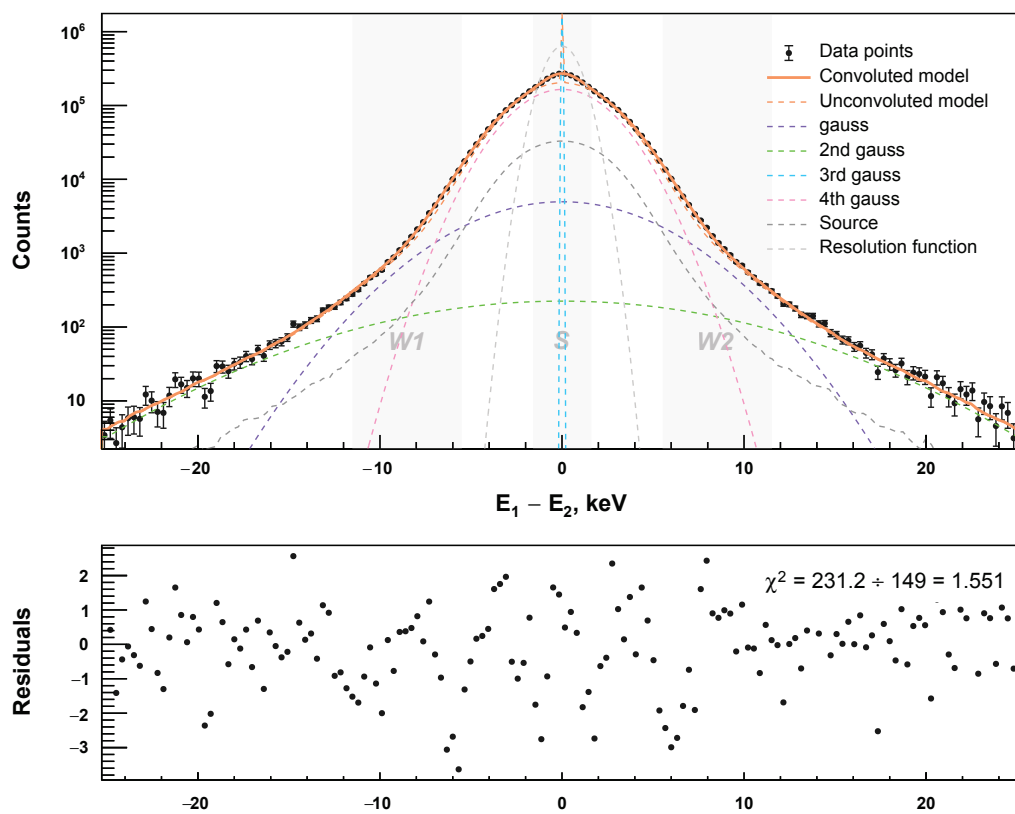 10⁶
10⁵
10⁴
10³
10²
10
Counts
Data points
Convoluted model
Unconvoluted model
gauss
2nd gauss
3rd gauss
4th gauss
Source
Resolution function
W1
S
W2
−20
−10
0
10
20
E₁ − E₂, keV
2
1
0
−1
−2
−3
Residuals
χ² = 231.2 ÷ 149 = 1.551
−20
−10
0
10
20